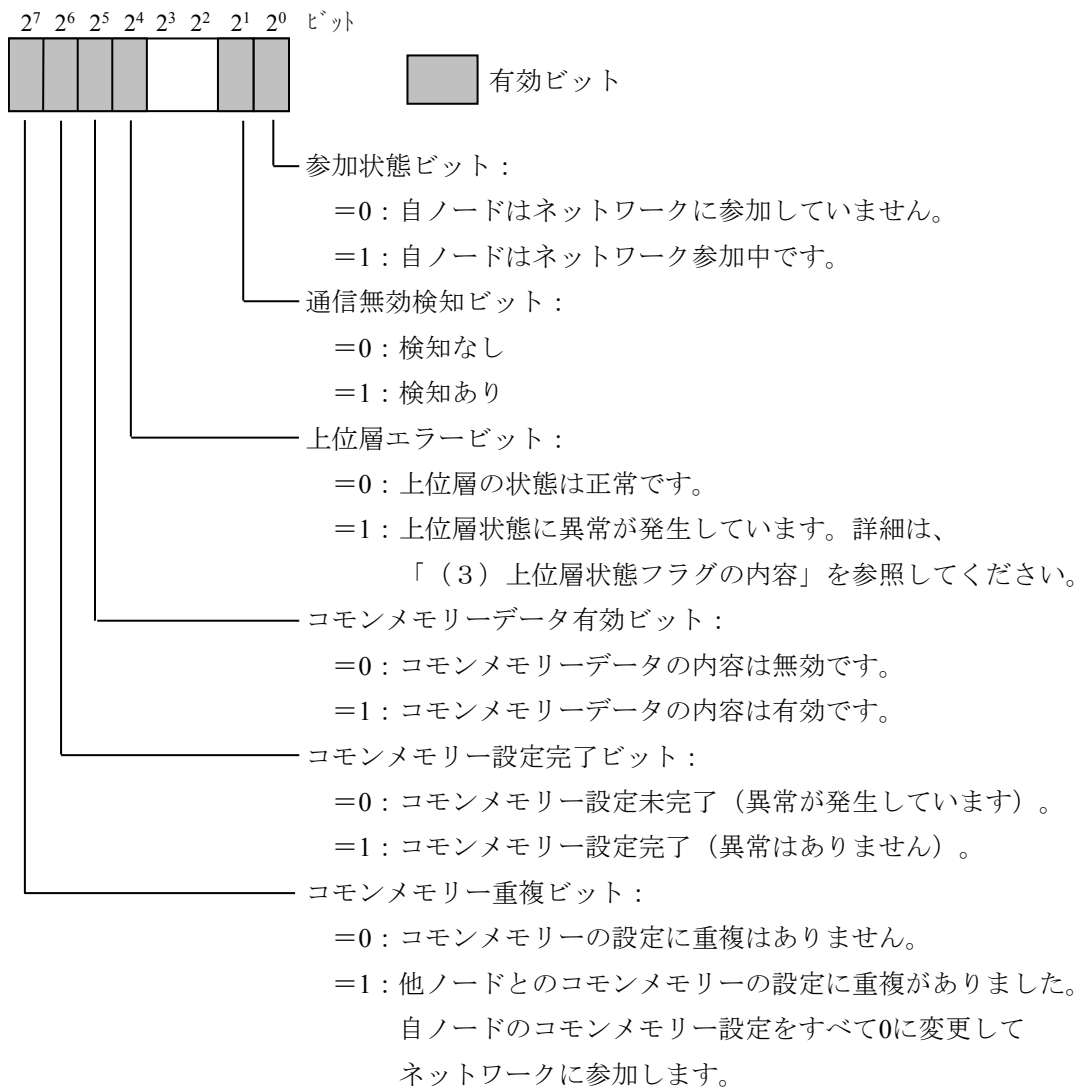 2⁷ 2⁶ 2⁵ 2⁴ 2³ 2² 2¹ 2⁰ ﾋﾞｯﾄ
有効ビット
参加状態ビット：
＝0：自ノードはネットワークに参加していません。
＝1：自ノードはネットワーク参加中です。
通信無効検知ビット：
＝0：検知なし
＝1：検知あり
上位層エラービット：
＝0：上位層の状態は正常です。
＝1：上位層状態に異常が発生しています。詳細は、
「（３）上位層状態フラグの内容」を参照してください。
コモンメモリーデータ有効ビット：
＝0：コモンメモリーデータの内容は無効です。
＝1：コモンメモリーデータの内容は有効です。
コモンメモリー設定完了ビット：
＝0：コモンメモリー設定未完了（異常が発生しています）。
＝1：コモンメモリー設定完了（異常はありません）。
コモンメモリー重複ビット：
＝0：コモンメモリーの設定に重複はありません。
＝1：他ノードとのコモンメモリーの設定に重複がありました。
自ノードのコモンメモリー設定をすべて0に変更して
ネットワークに参加します。